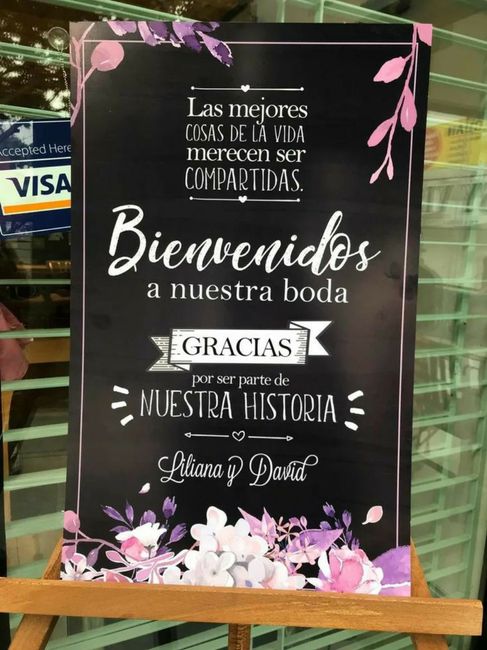 Las mejores
COSAS DE LA VIDA
merecen ser
COMPARTIDAS.
Bienvenidos
a nuestra boda
GRACIAS
por ser parte de
NUESTRA HISTORIA
Liliana y David
Accepted Here
VISA